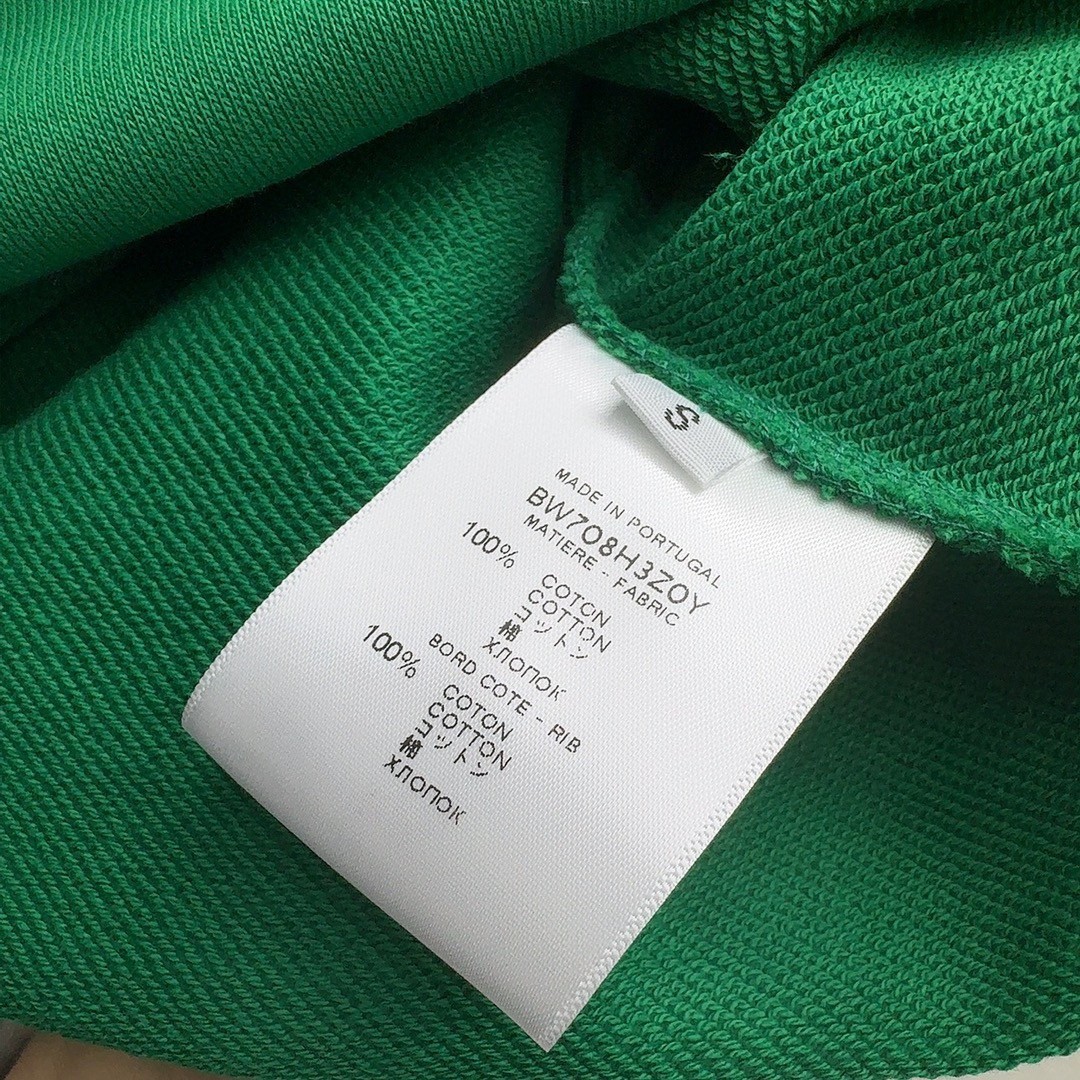 S
MADE IN PORTUGAL
BW708H3Z0Y
MATIERE - FABRIC
100% COTON
COTTON
コットン
棉
ХЛОПОК
BORD COTE - RIB
100% COTON
COTTON
コットン
棉
ХЛОПОК